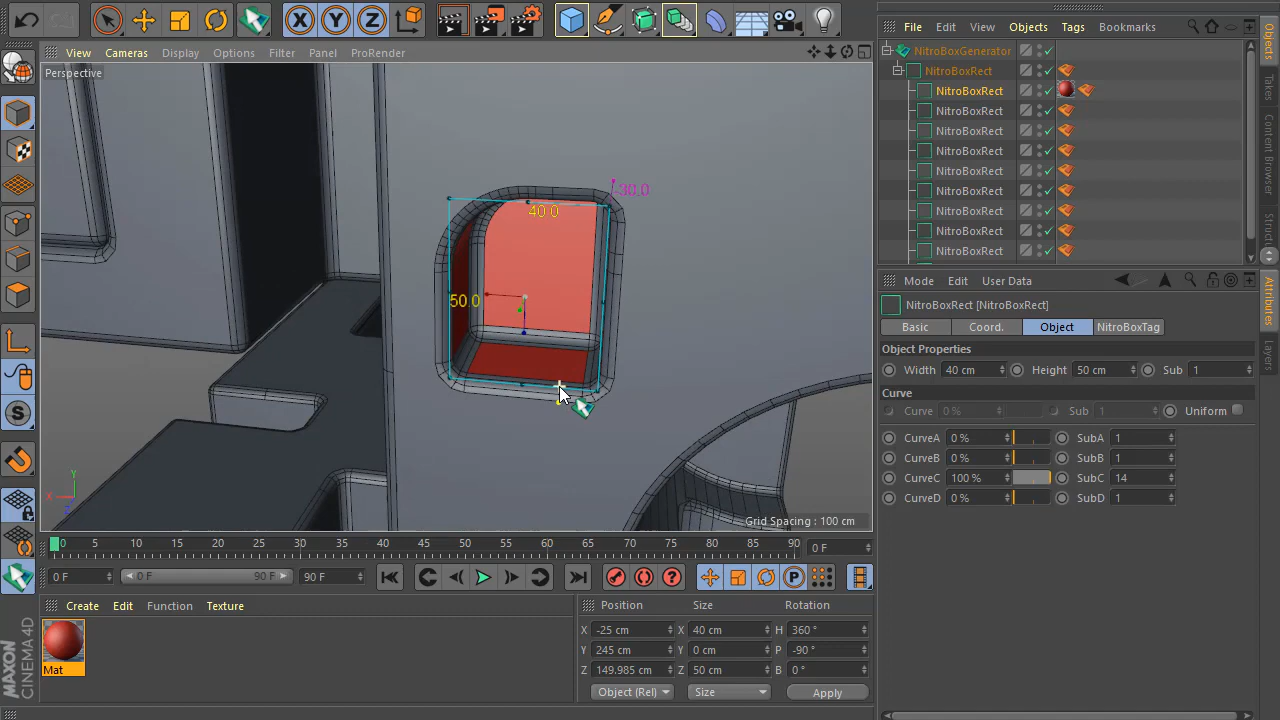 X Y Z
File Edit View Objects Tags Bookmarks
View Cameras Display Options Filter Panel ProRender
Perspective
NitroBoxGenerator
NitroBoxRect
NitroBoxRect
NitroBoxRect
NitroBoxRect
NitroBoxRect
NitroBoxRect
NitroBoxRect
NitroBoxRect
NitroBoxRect
NitroBoxRect
Objects
Takes
Content Browser
Attributes
Layers
-30.0
40.0
50.0
Y
X
Z
Grid Spacing : 100 cm
Mode Edit User Data
NitroBoxRect [NitroBoxRect]
Basic Coord. Object NitroBoxTag
Object Properties
Width 40 cm Height 50 cm Sub 1
Curve
Curve 0 % Sub 1 Uniform
CurveA 0 % SubA 1
CurveB 0 % SubB 1
CurveC 100 % SubC 14
CurveD 0 % SubD 1
S
0 5 10 15 20 25 30 35 40 45 50 55 60 65 70 75 80 85 90 0 F
0 F 0 F 90 F 90 F P
Create Edit Function Texture
Mat
Position Size Rotation
X -25 cm X 40 cm H 360 °
Y 245 cm Y 0 cm P -90 °
Z 149.985 cm Z 50 cm B 0 °
Object (Rel) Size Apply
MAXON
CINEMA 4D